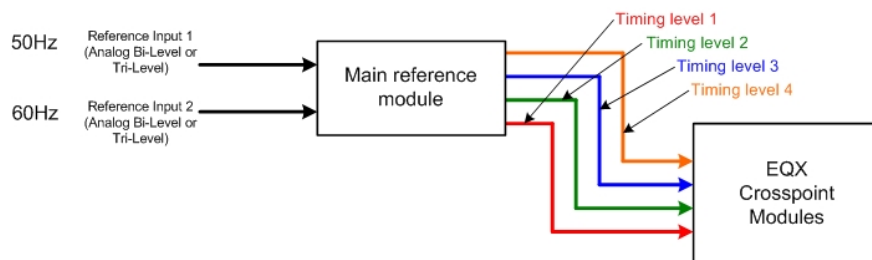 50Hz
Reference Input 1
(Analog Bi-Level or
Tri-Level)
60Hz
Reference Input 2
(Analog Bi-Level or
Tri-Level)
Main reference
module
Timing level 1
Timing level 2
Timing level 3
Timing level 4
EQX
Crosspoint
Modules